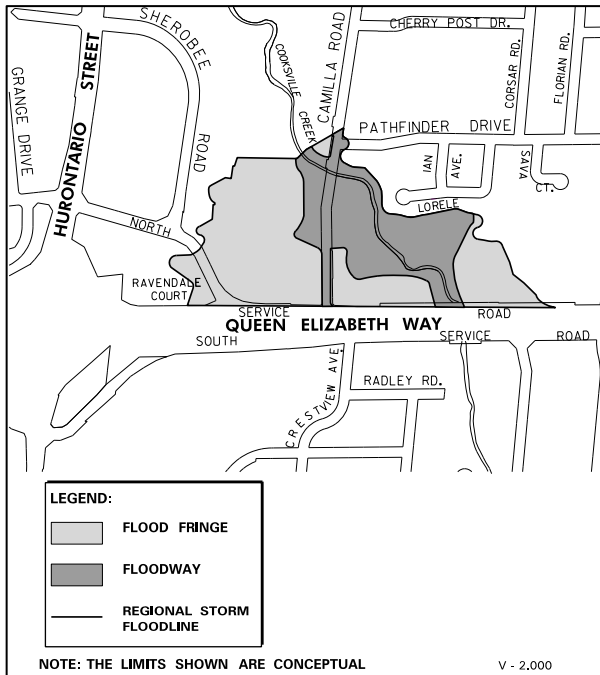 SHEROBEE
ROAD
GRANGE DRIVE
HURONTARIO STREET
COOKSVILLE CREEK
CAMILLA ROAD
CHERRY POST DR.
CORSAR RD.
FLORIAN RD.
PATHFINDER DRIVE
IAN AVE.
SAVA CT.
LORELE
NORTH
RAVENDALE
COURT
SERVICE
ROAD
QUEEN ELIZABETH WAY
SOUTH
SERVICE
ROAD
CRESTVIEW AVE.
RADLEY RD.
LEGEND:
FLOOD FRINGE
FLOODWAY
REGIONAL STORM
FLOODLINE
NOTE: THE LIMITS SHOWN ARE CONCEPTUAL
V - 2.000